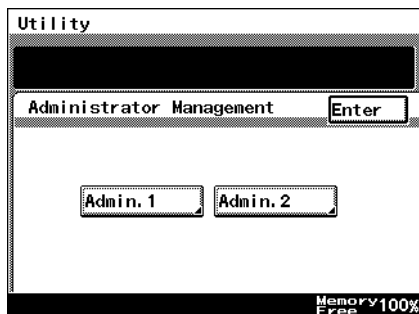 Utility
Administrator Management Enter
Admin.1 Admin.2
Memory Free 100%